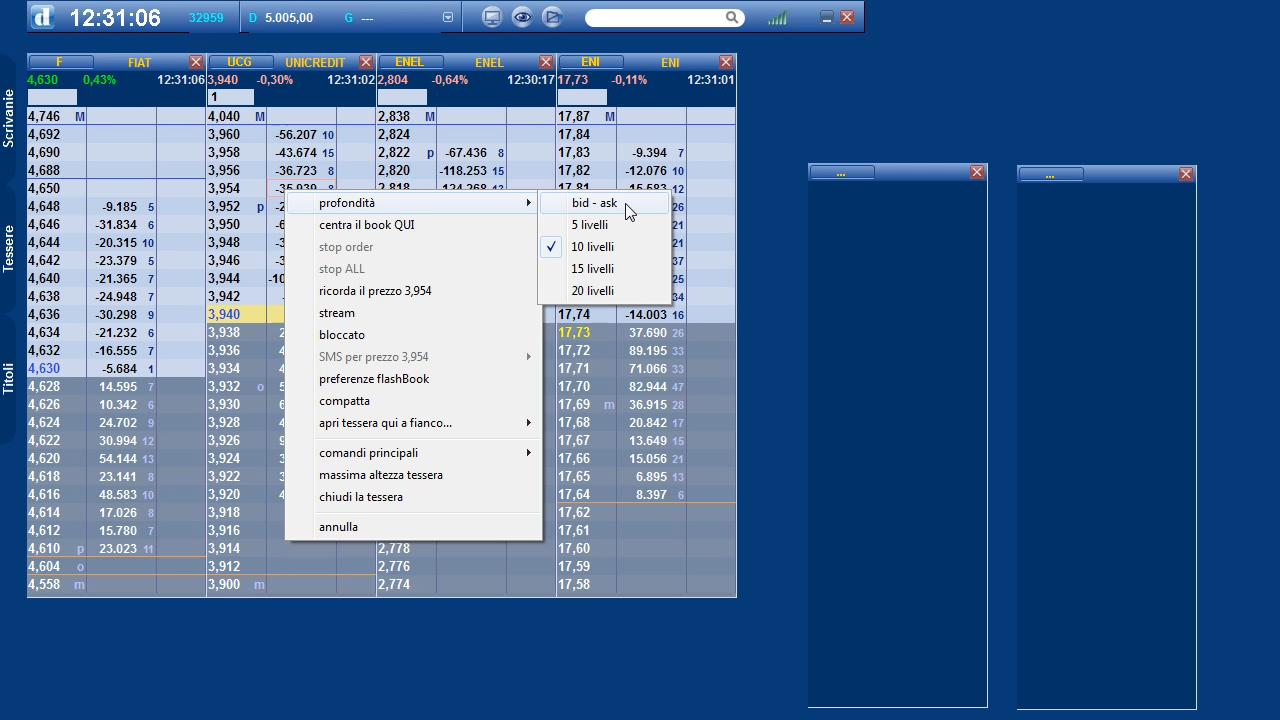 d 12:31:06 32959 D 5.005,00 G ---
Scrivanie
Tessere
Titoli
F FIAT
4,630 0,43% 12:31:06
4,746 M
4,692
4,690
4,688
4,650
4,648 -9.185 5
4,646 -31.834 6
4,644 -20.315 10
4,642 -23.379 5
4,640 -21.365 7
4,638 -24.948 7
4,636 -30.298 9
4,634 -21.232 6
4,632 -16.555 7
4,630 -5.684 1
4,628 14.595 7
4,626 10.342 6
4,624 24.702 9
4,622 30.994 12
4,620 54.144 13
4,618 23.141 8
4,616 48.583 10
4,614 17.026 8
4,612 15.780 7
4,610 p 23.023 11
4,604 o
4,558 m
UCG UNICREDIT
3,940 -0,30% 12:31:02
1
4,040 M
3,960 -56.207 10
3,958 -43.674 15
3,956 -36.723 8
3,954 -35.939 8
3,952 p
3,950
3,948
3,946
3,944
3,942
3,940
3,938
3,936
3,934
3,932 o
3,930
3,928
3,926
3,924
3,922
3,920
3,918
3,916
3,914
3,912
3,900 m
ENEL ENEL
2,804 -0,64% 12:30:17
2,838 M
2,824
2,822 p -67.436 8
2,820 -118.253 15
2,818
2,778
2,776
2,774
ENI ENI
17,73 -0,11% 12:31:01
17,87 M
17,84
17,83 -9.394 7
17,82 -12.076 10
17,81 -15.583 12
26
21
21
37
25
34
17,74 -14.003 16
17,73 37.690 26
17,72 89.195 33
17,71 71.066 33
17,70 82.944 47
17,69 m 36.915 28
17,68 20.842 17
17,67 13.649 15
17,66 15.056 21
17,65 6.895 13
17,64 8.397 6
17,62
17,61
17,60
17,59
17,58
profondità
centra il book QUI
stop order
stop ALL
ricorda il prezzo 3,954
stream
bloccato
SMS per prezzo 3,954
preferenze flashBook
compatta
apri tessera qui a fianco...
comandi principali
massima altezza tessera
chiudi la tessera
annulla
bid - ask
5 livelli
10 livelli
15 livelli
20 livelli
...
...